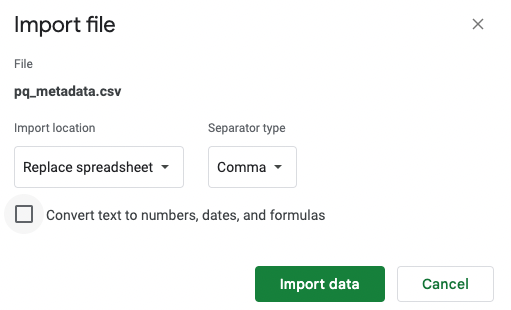 Import file
File
pq_metadata.csv
Import location
Separator type
Replace spreadsheet
Comma
Convert text to numbers, dates, and formulas
Import data
Cancel